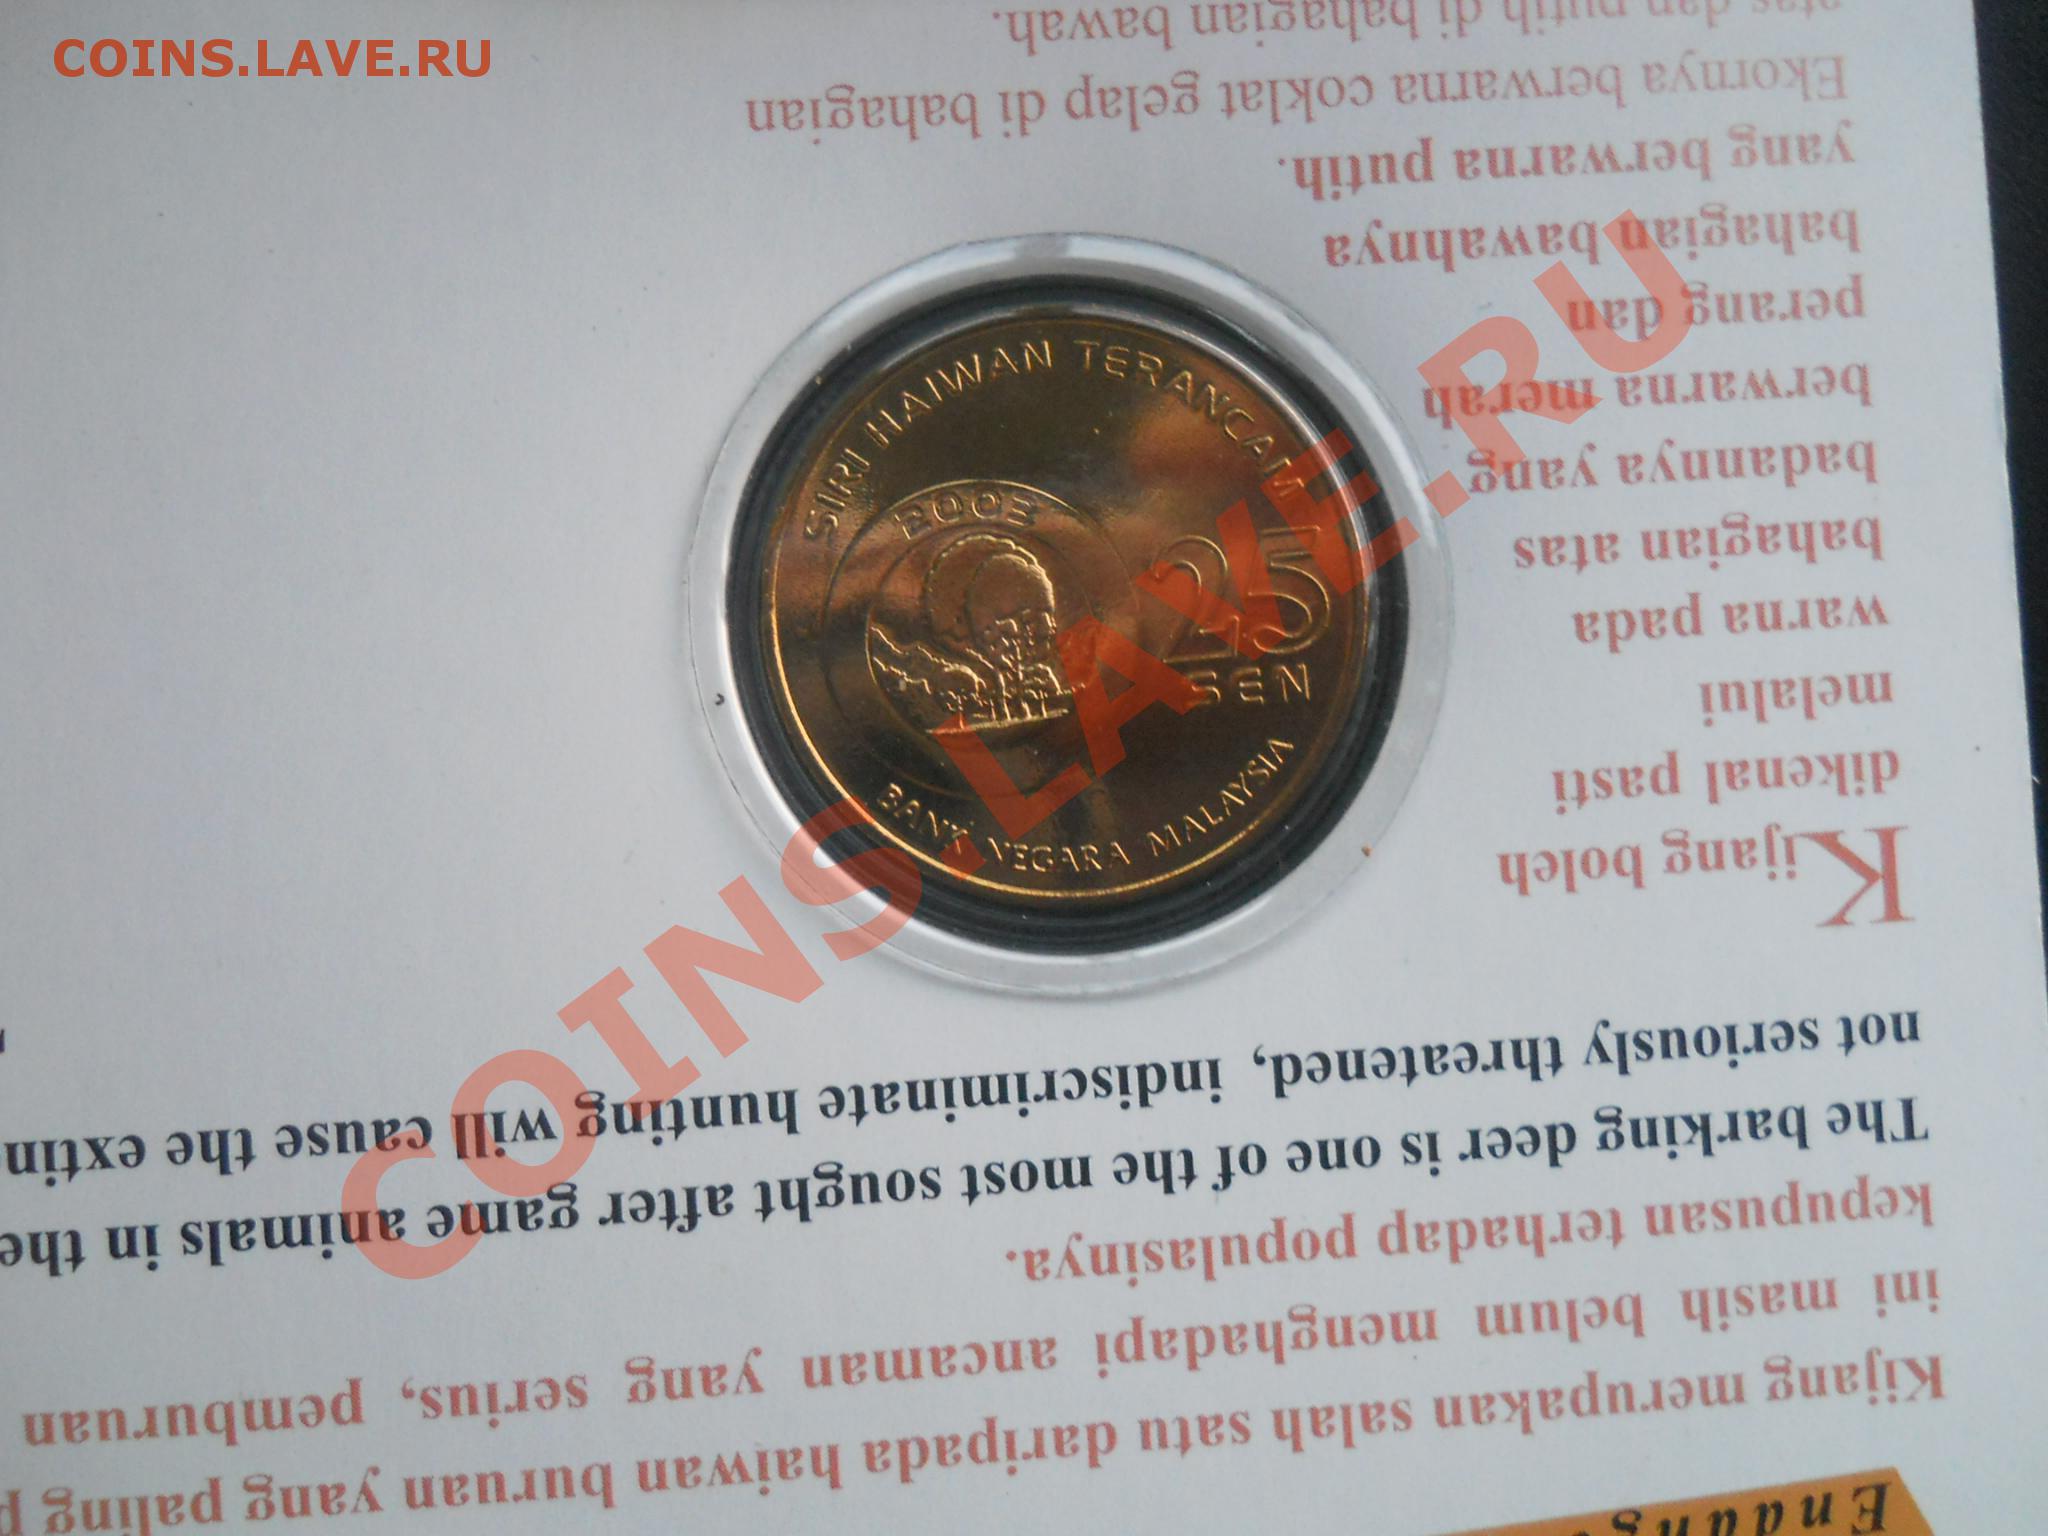 COINS.LAVE.RU
Endang
Kijang merupakan salah satu daripada haiwan buruan yang paling
ini masih belum menghadapi ancaman yang serius, pemburuan
kepupusan terhadap populasinya.
The barking deer is one of the most sought after game animals in the
not seriously threatened, indiscriminate hunting will cause the extin
Kijang boleh
dikenal pasti
melalui
warna pada
bahagian atas
badannya yang
berwarna merah
perang dan
bahagian bawahnya
yang berwarna putih.
Ekornya berwarna coklat gelap di bahagian
atas dan putih di bahagian bawah.
SIRI HAIWAN TERANCAM
2003
25
SEN
BANK NEGARA MALAYSIA
COINS.LAVE.RU